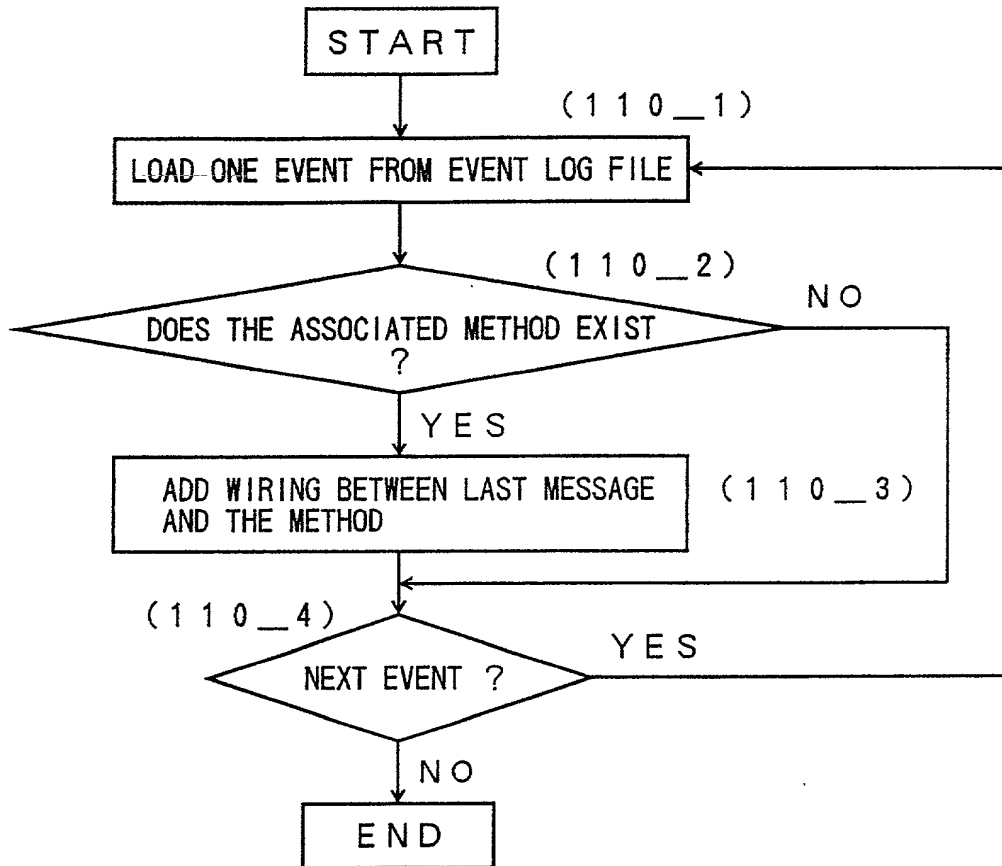 START
(110_1)
LOAD ONE EVENT FROM EVENT LOG FILE
(110_2)
NO
DOES THE ASSOCIATED METHOD EXIST
?
YES
ADD WIRING BETWEEN LAST MESSAGE
AND THE METHOD
(110_3)
(110_4)
YES
NEXT EVENT ?
NO
END